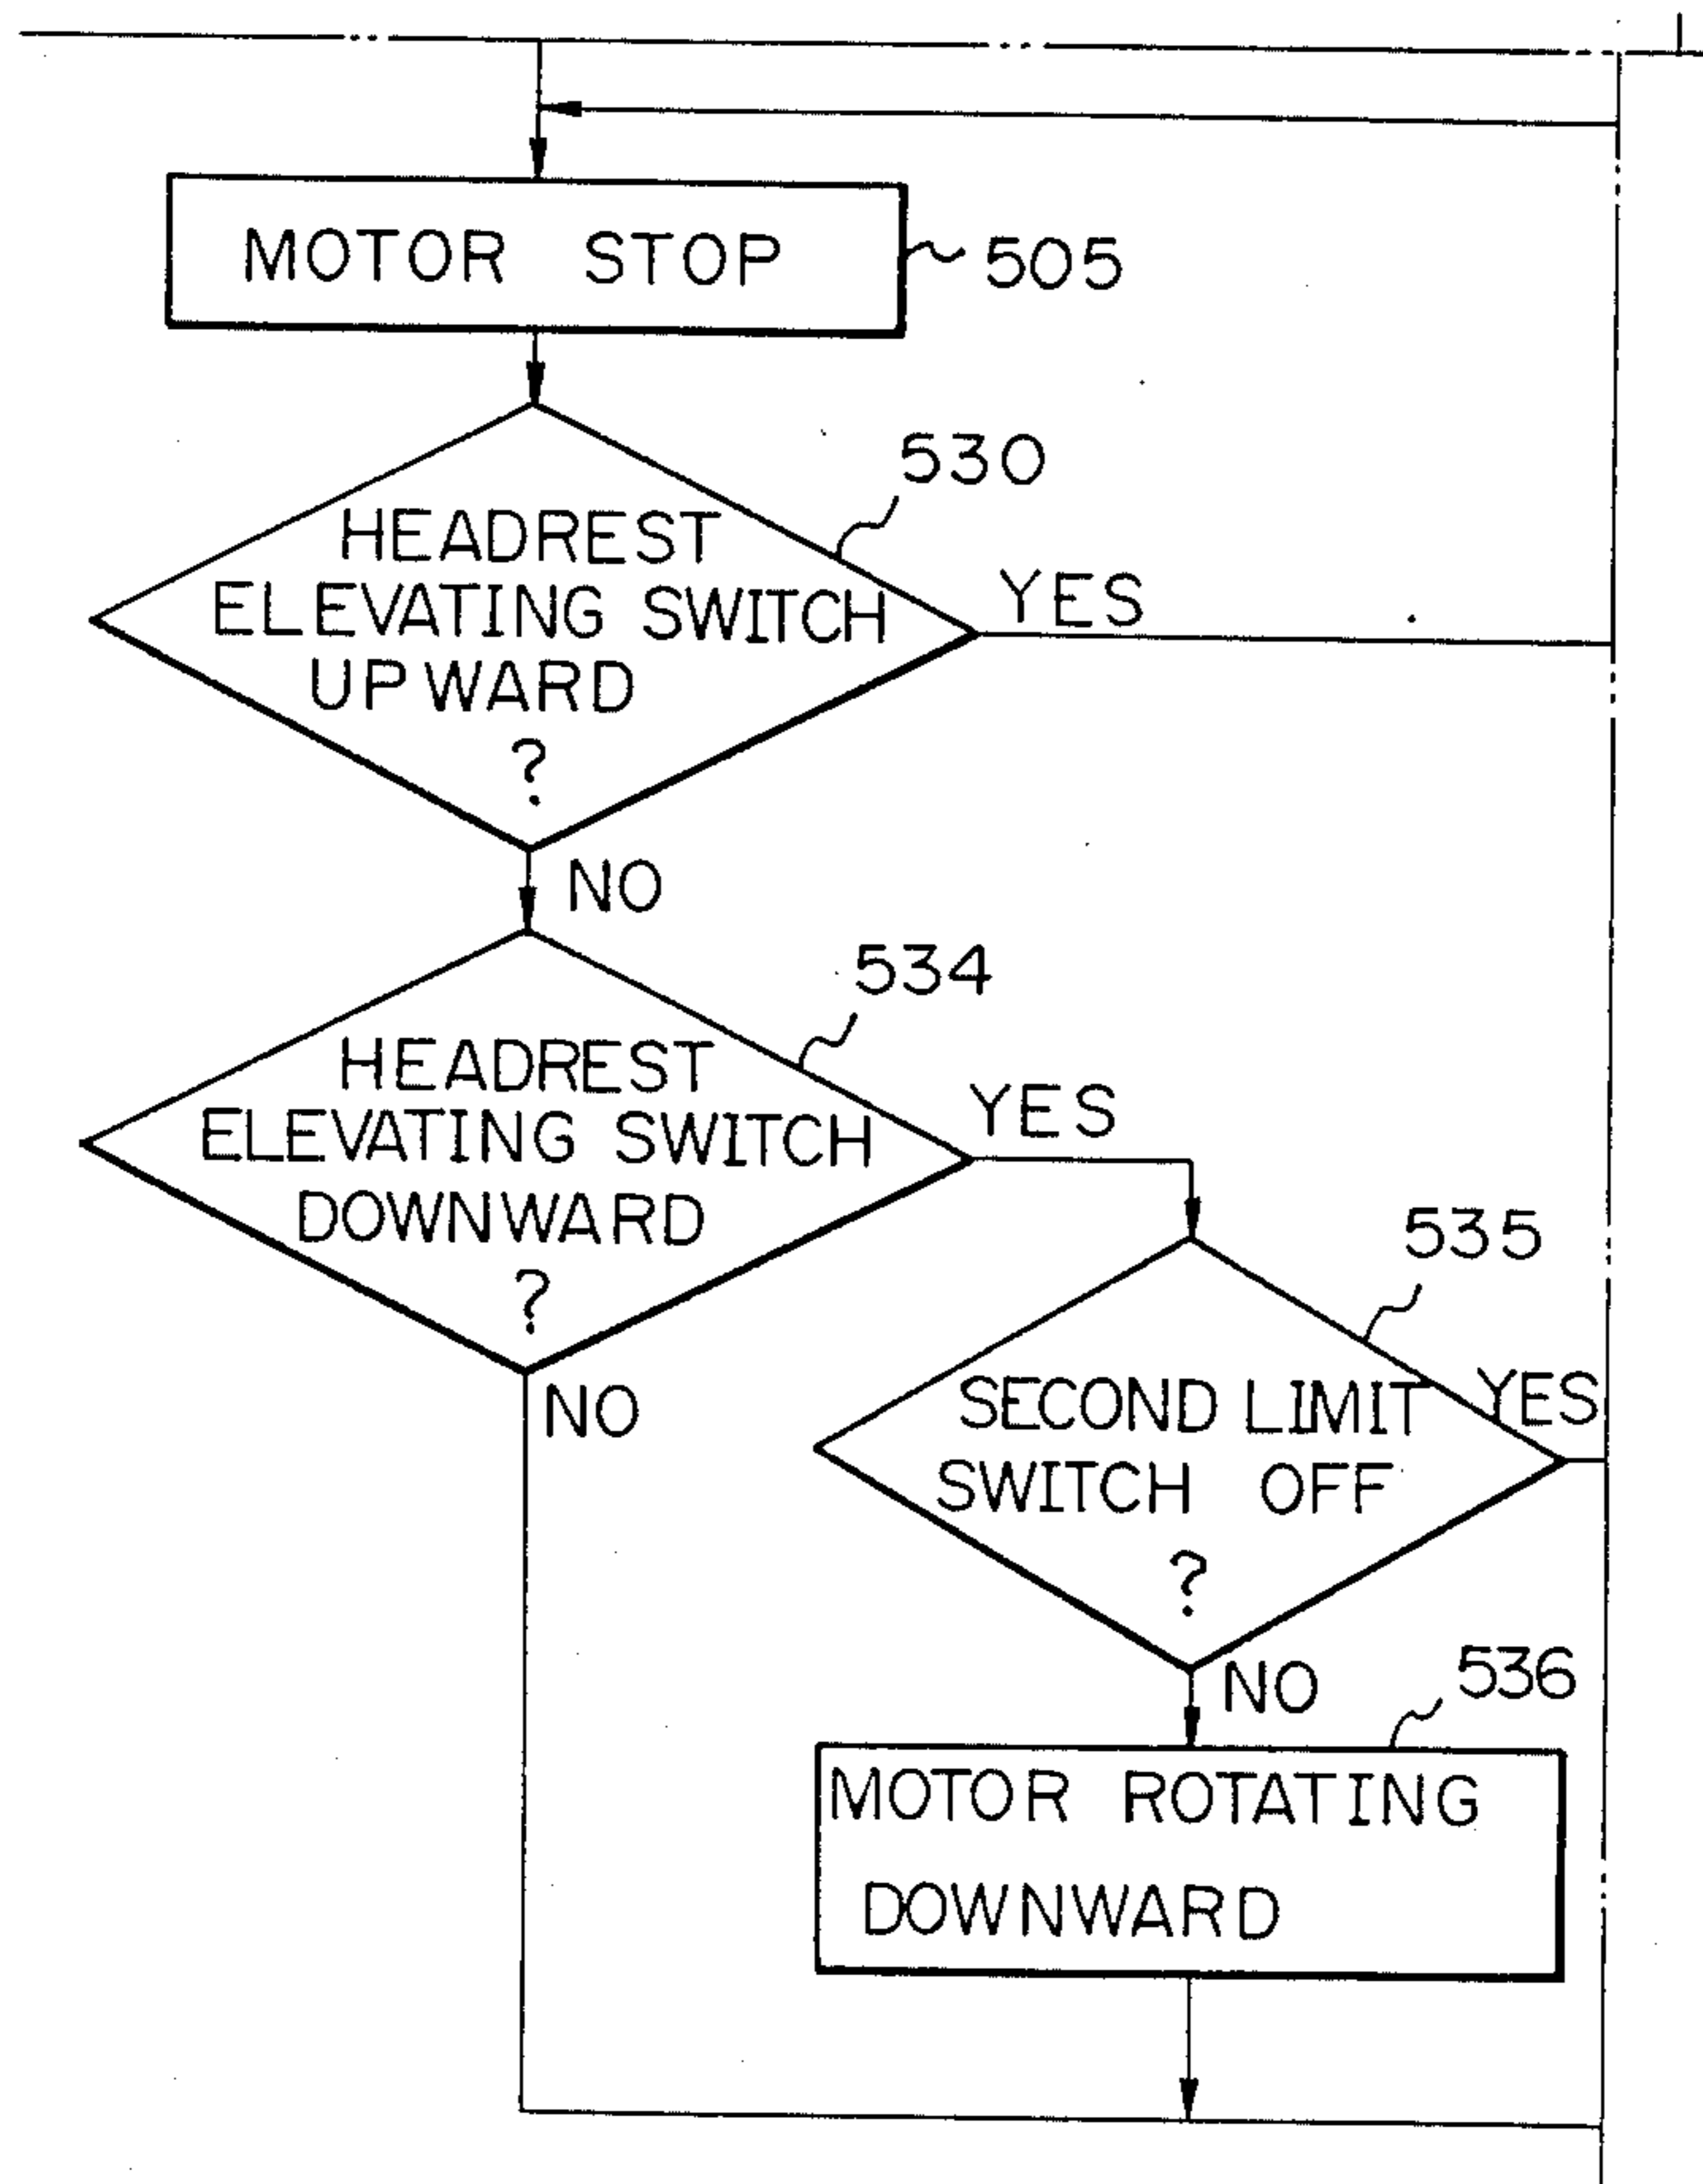 MOTOR STOP
505
530
HEADREST
ELEVATING SWITCH
UPWARD
?
YES
NO
534
HEADREST
ELEVATING SWITCH
DOWNWARD
?
YES
NO
535
SECOND LIMIT
SWITCH OFF
?
YES
NO
536
MOTOR ROTATING
DOWNWARD